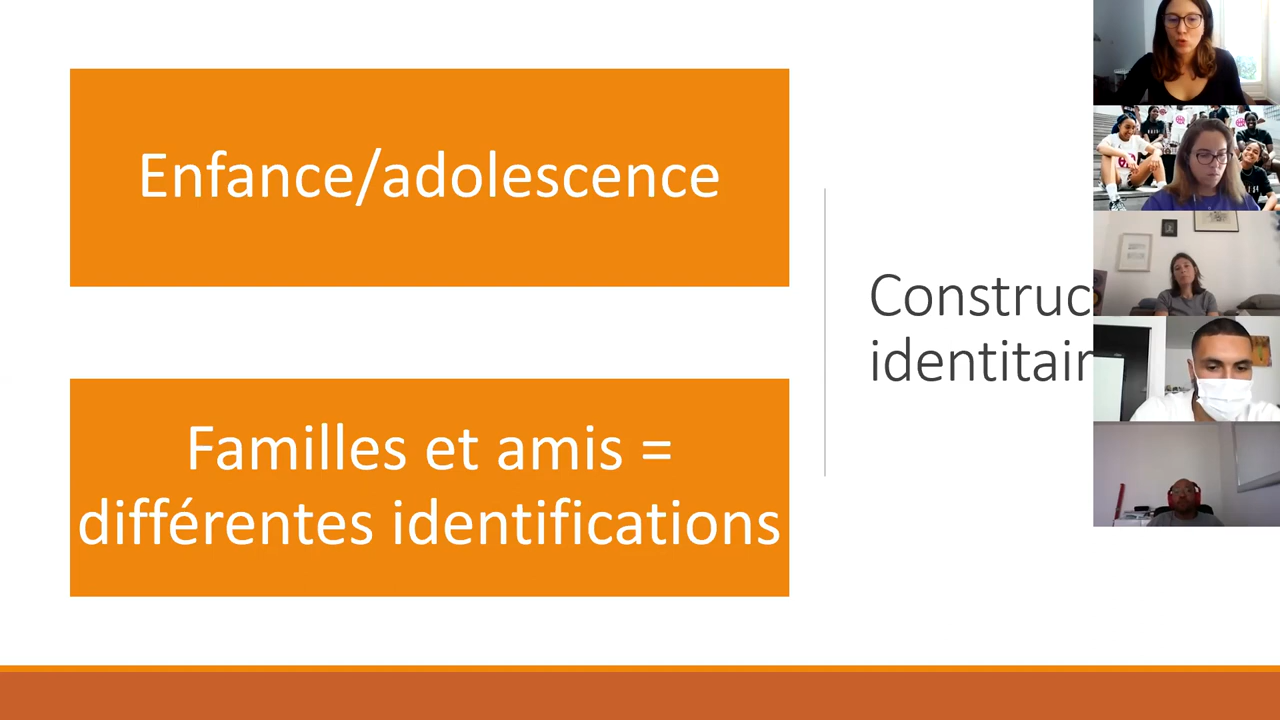 Enfance/adolescence
Familles et amis =
différentes identifications
Construc
identitair